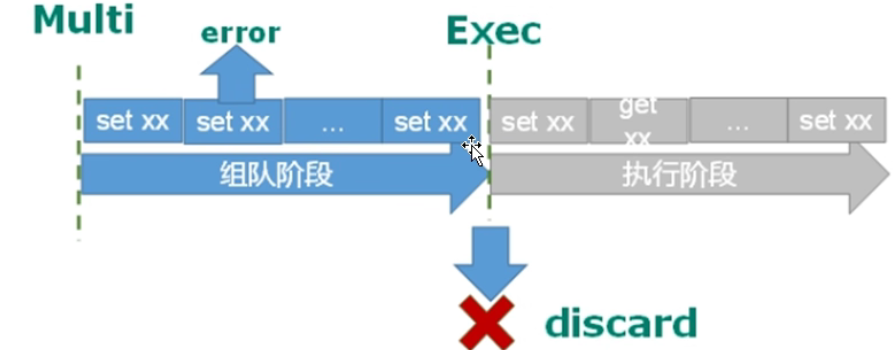 Multi
error
Exec
set xx
set xx
...
set xx
set xx
get
xx
...
set xx
组队阶段
执行阶段
discard